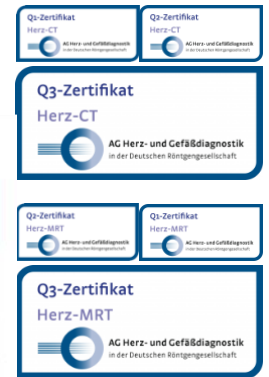 Q1-Zertifikat
Herz-CT
AG Herz- und Gefäßdiagnostik
in der Deutschen Röntgengesellschaft
Q2-Zertifikat
Herz-CT
AG Herz- und Gefäßdiagnostik
in der Deutschen Röntgengesellschaft
Q3-Zertifikat
Herz-CT
AG Herz- und Gefäßdiagnostik
in der Deutschen Röntgengesellschaft
Q2-Zertifikat
Herz-MRT
AG Herz- und Gefäßdiagnostik
in der Deutschen Röntgengesellschaft
Q1-Zertifikat
Herz-MRT
AG Herz- und Gefäßdiagnostik
in der Deutschen Röntgengesellschaft
Q3-Zertifikat
Herz-MRT
AG Herz- und Gefäßdiagnostik
in der Deutschen Röntgengesellschaft